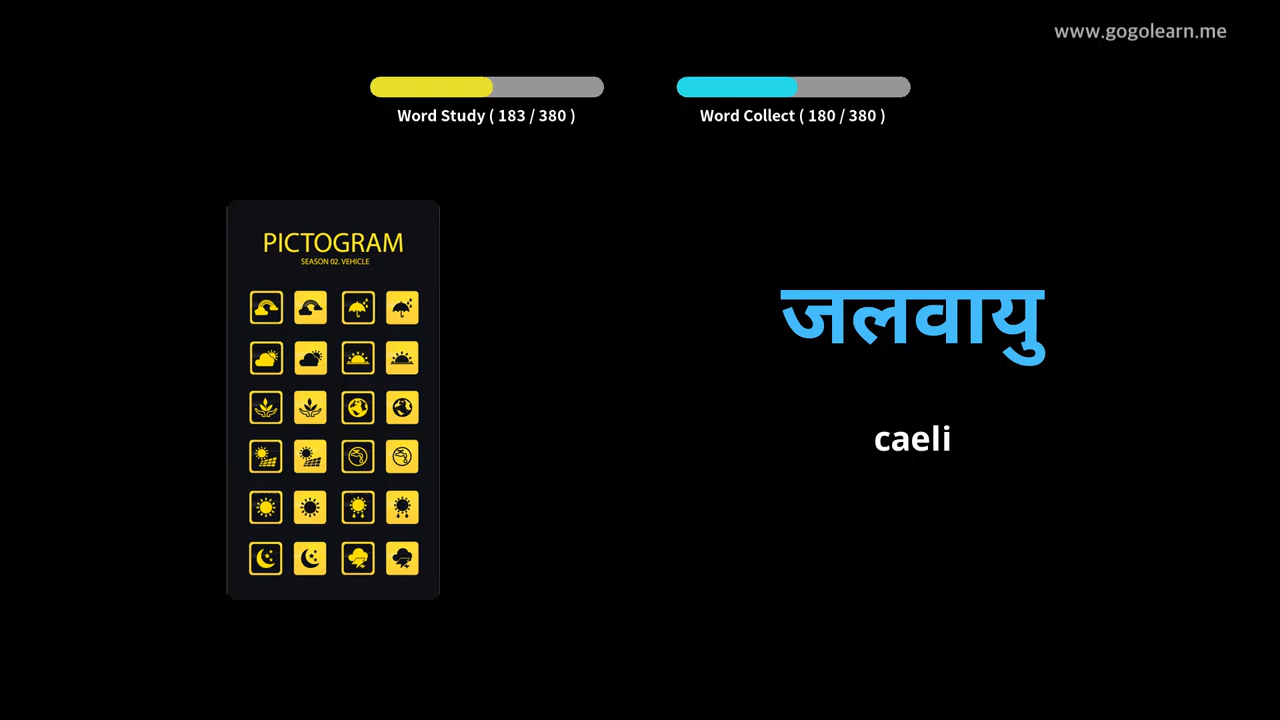 www.gogolearn.me
Word Study ( 183 / 380 )
Word Collect ( 180 / 380 )
PICTOGRAM
SEASON 02. VEHICLE
जलवायु
caeli